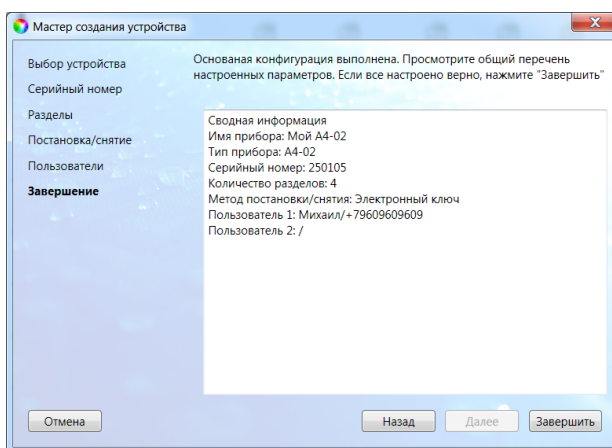 Мастер создания устройства
Выбор устройства
Серийный номер
Разделы
Постановка/снятие
Пользователи
Завершение
Основаная конфигурация выполнена. Просмотрите общий перечень
настроенных параметров. Если все настроено верно, нажмите "Завершить"
Сводная информация
Имя прибора: Мой А4-02
Тип прибора: А4-02
Серийный номер: 250105
Количество разделов: 4
Метод постановки/снятия: Электронный ключ
Пользователь 1: Михаил/+79609609609
Пользователь 2: /
Отмена
Назад
Далее
Завершить